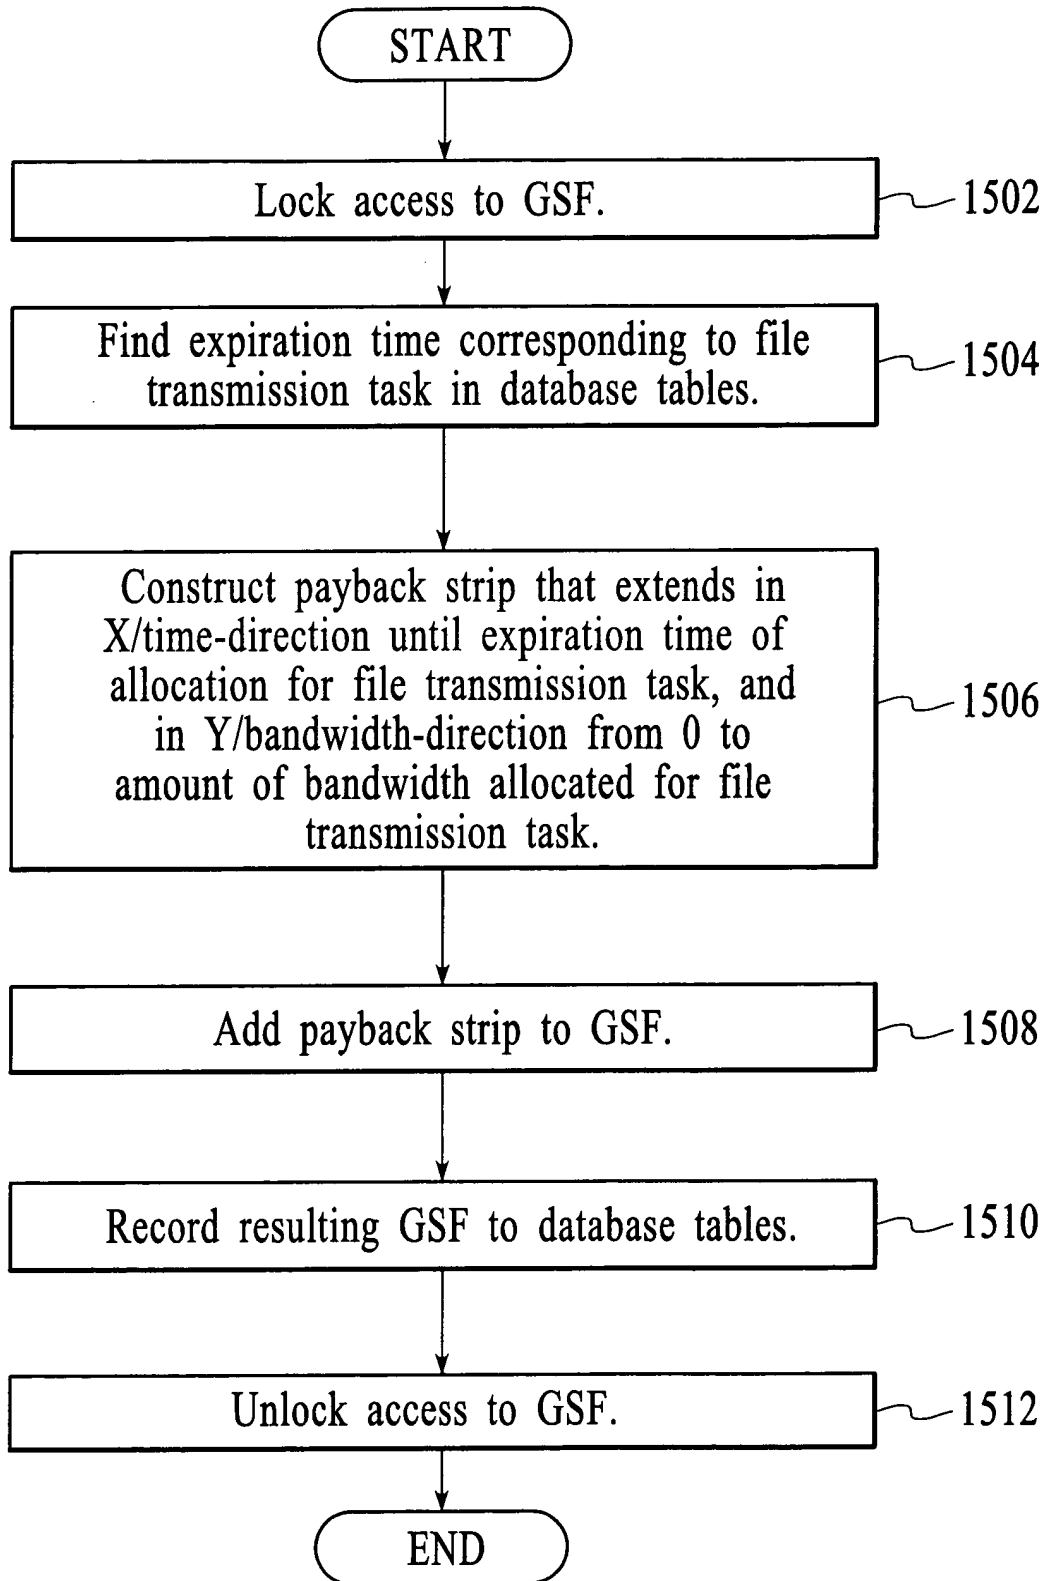 START
Lock access to GSF.
1502
Find expiration time corresponding to file
transmission task in database tables.
1504
Construct payback strip that extends in
X/time-direction until expiration time of
allocation for file transmission task, and
in Y/bandwidth-direction from 0 to
amount of bandwidth allocated for file
transmission task.
1506
Add payback strip to GSF.
1508
Record resulting GSF to database tables.
1510
Unlock access to GSF.
1512
END